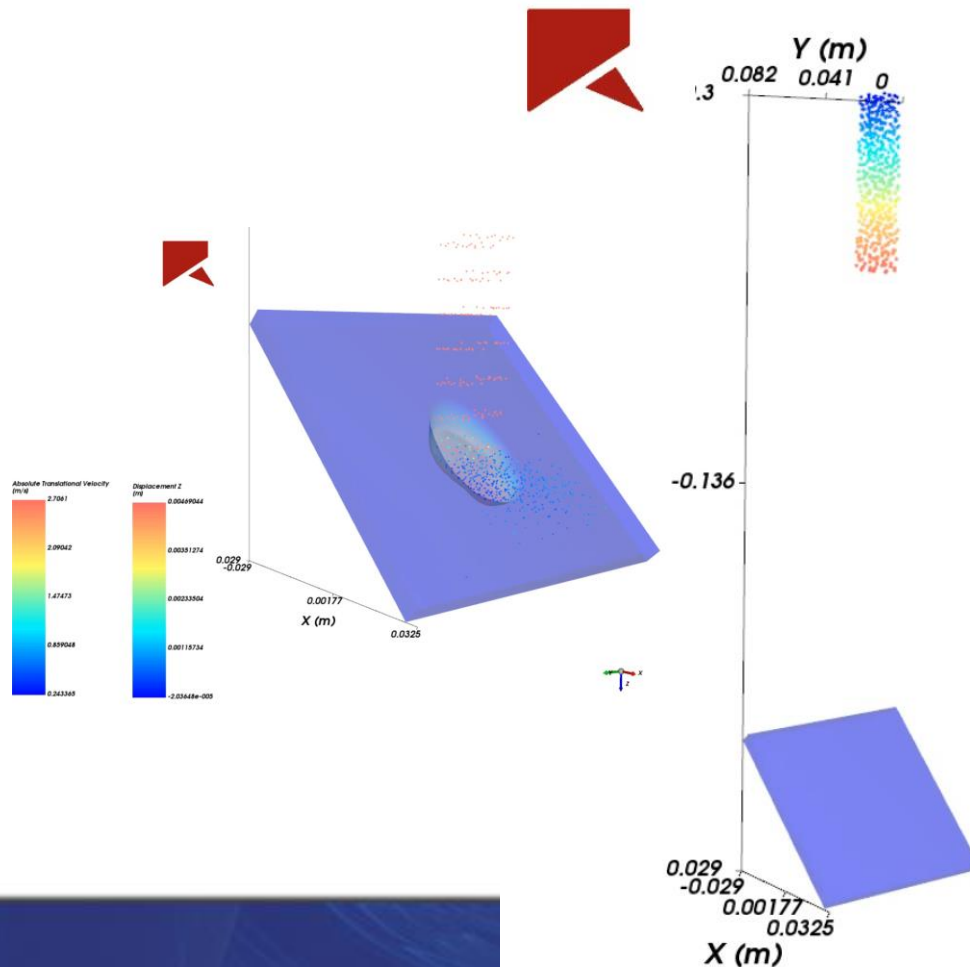 Y (m)
0.082 0.041 0
.3
-0.136
Absolute Translational Velocity
(m/s)
2.7061
2.09042
1.47473
0.859048
0.243365
Displacement Z
(m)
0.00469044
0.00351274
0.00233504
0.00115734
-2.03648e-005
0.029
-0.029
0.00177
X (m)
0.0325
X
Z
0.029
-0.029
0.00177
0.0325
X (m)